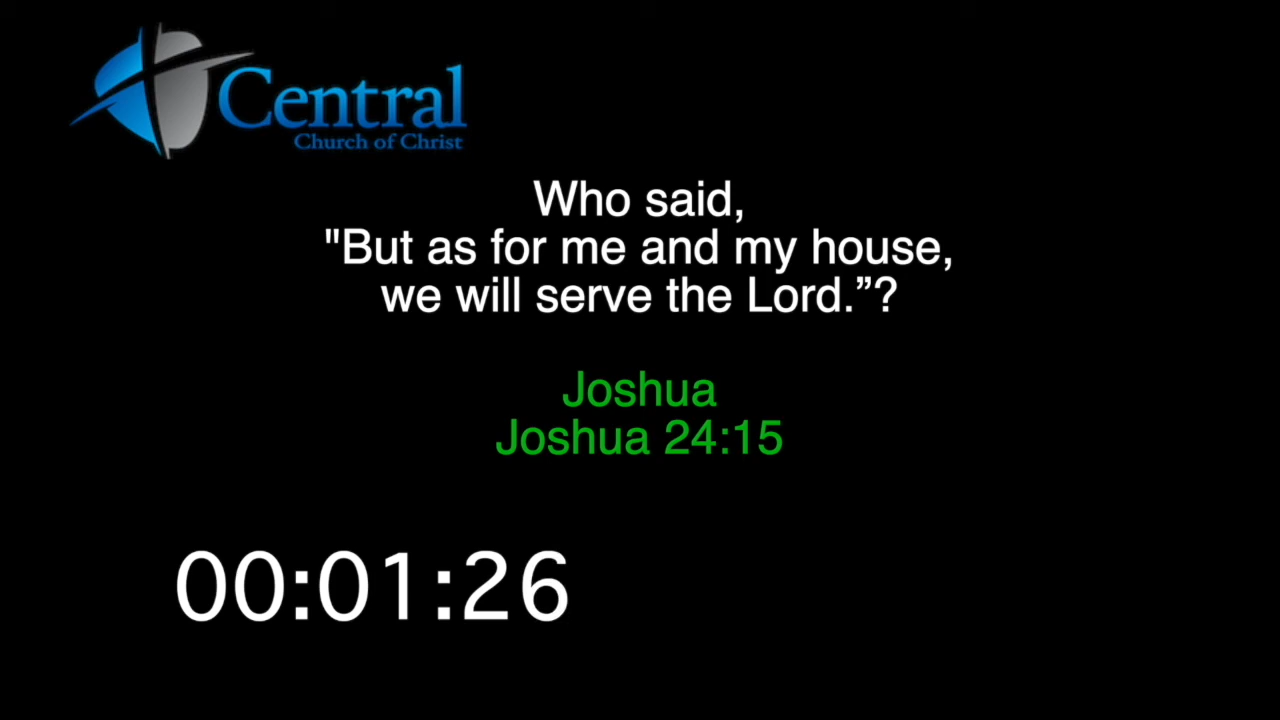 Central
Church of Christ
Who said,
"But as for me and my house,
we will serve the Lord.”?
Joshua
Joshua 24:15
00:01:26